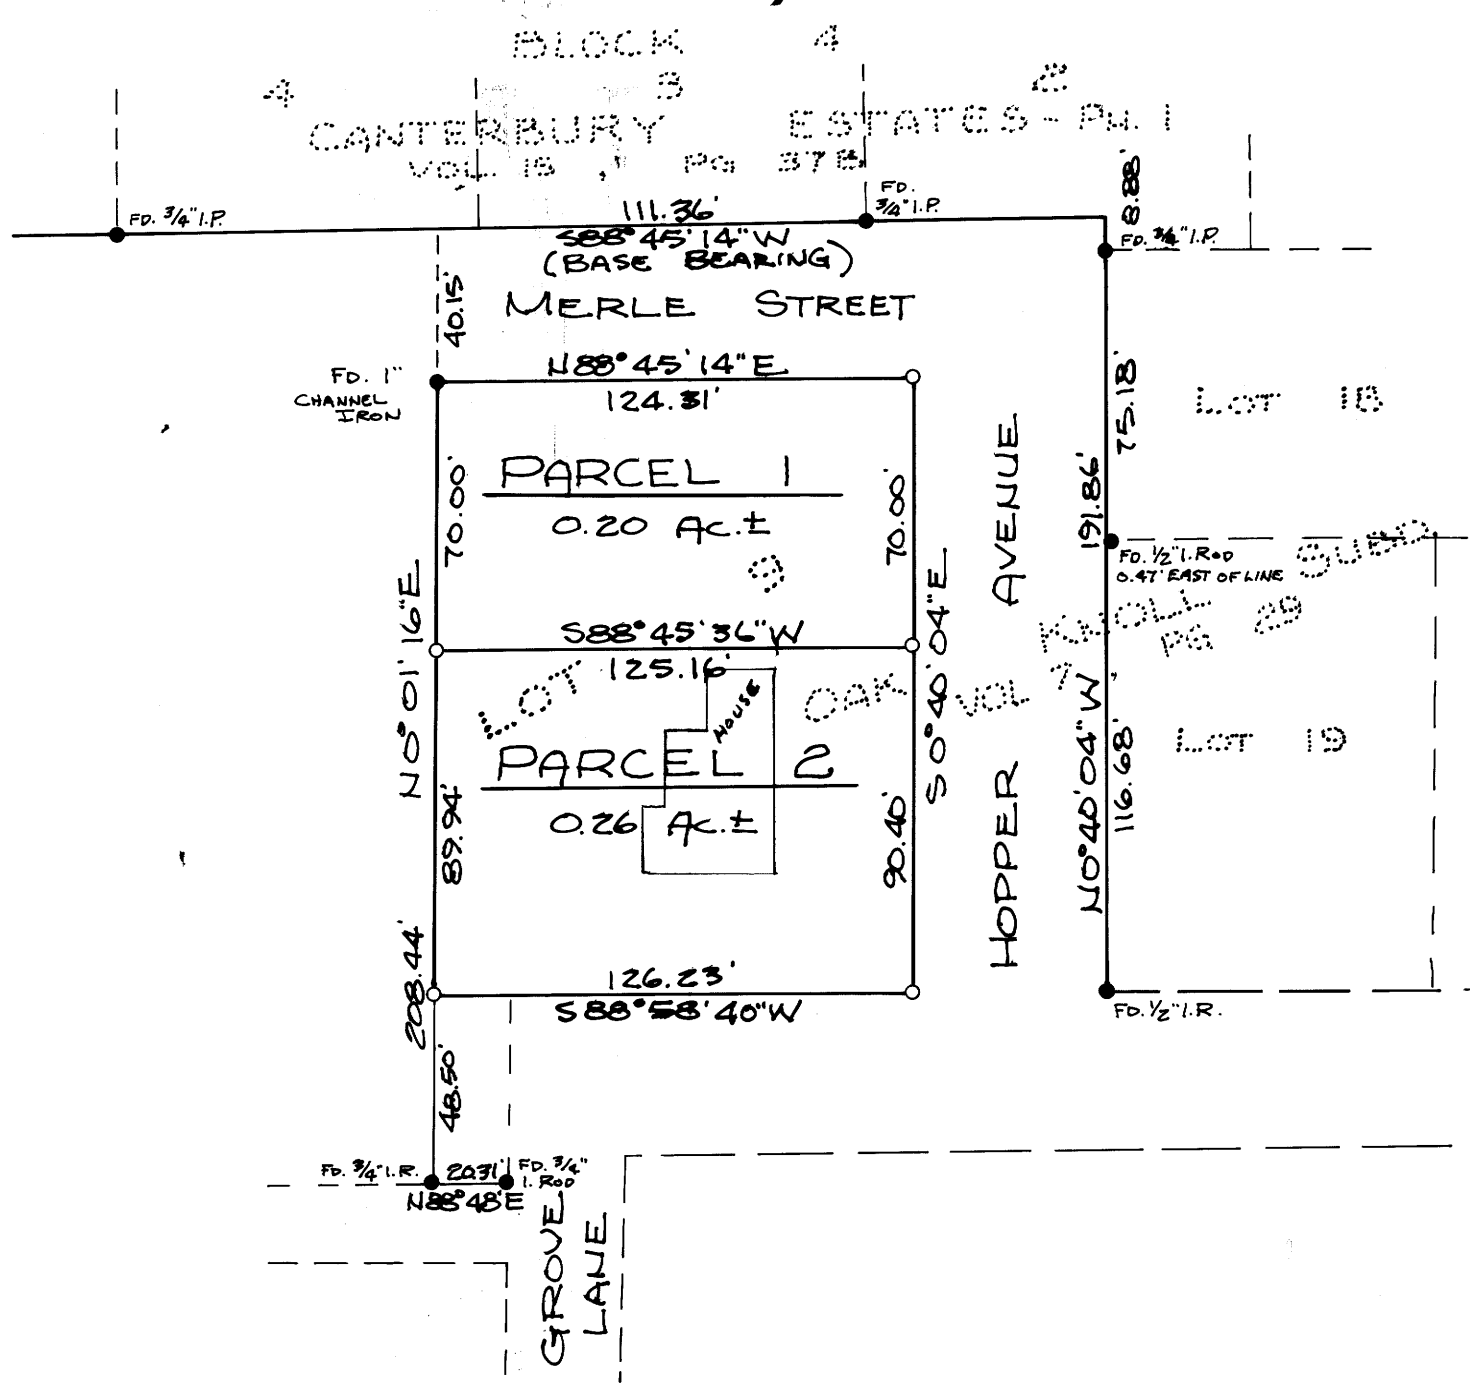 BLOCK 4
4 3 2
CANTERBURY ESTATES - PH. 1
VOL. 15, PG 37B
8.88'
FD. 3/4" I.P.
111.36'
FD. 3/4" I.P.
S88°45'14"W
(BASE BEARING)
FD. 3/4" I.P.
40.15'
MERLE STREET
FD. 1" CHANNEL IRON
N88°45'14"E
124.31'
75.18'
LOT 18
PARCEL 1
0.20 AC.±
70.00'
70.00'
AVENUE
191.86'
FD. 1/2" I. ROD
0.47' EAST OF LINE
SUBD.
9
N0°01'16"E
S88°45'36"W
125.16'
S0°40'04"E
KNOLL
PG 29
LOT
HOUSE
OAK
VOL 7
N0°40'04"W
116.68'
LOT 19
PARCEL 2
0.26 AC.±
89.94'
90.40'
HOPPER
208.44'
126.23'
S88°58'40"W
FD. 1/2" I.R.
48.50'
FD. 3/4" I.R.
20.31'
FD. 3/4" I. ROD
N88°48'E
GROVE
LANE